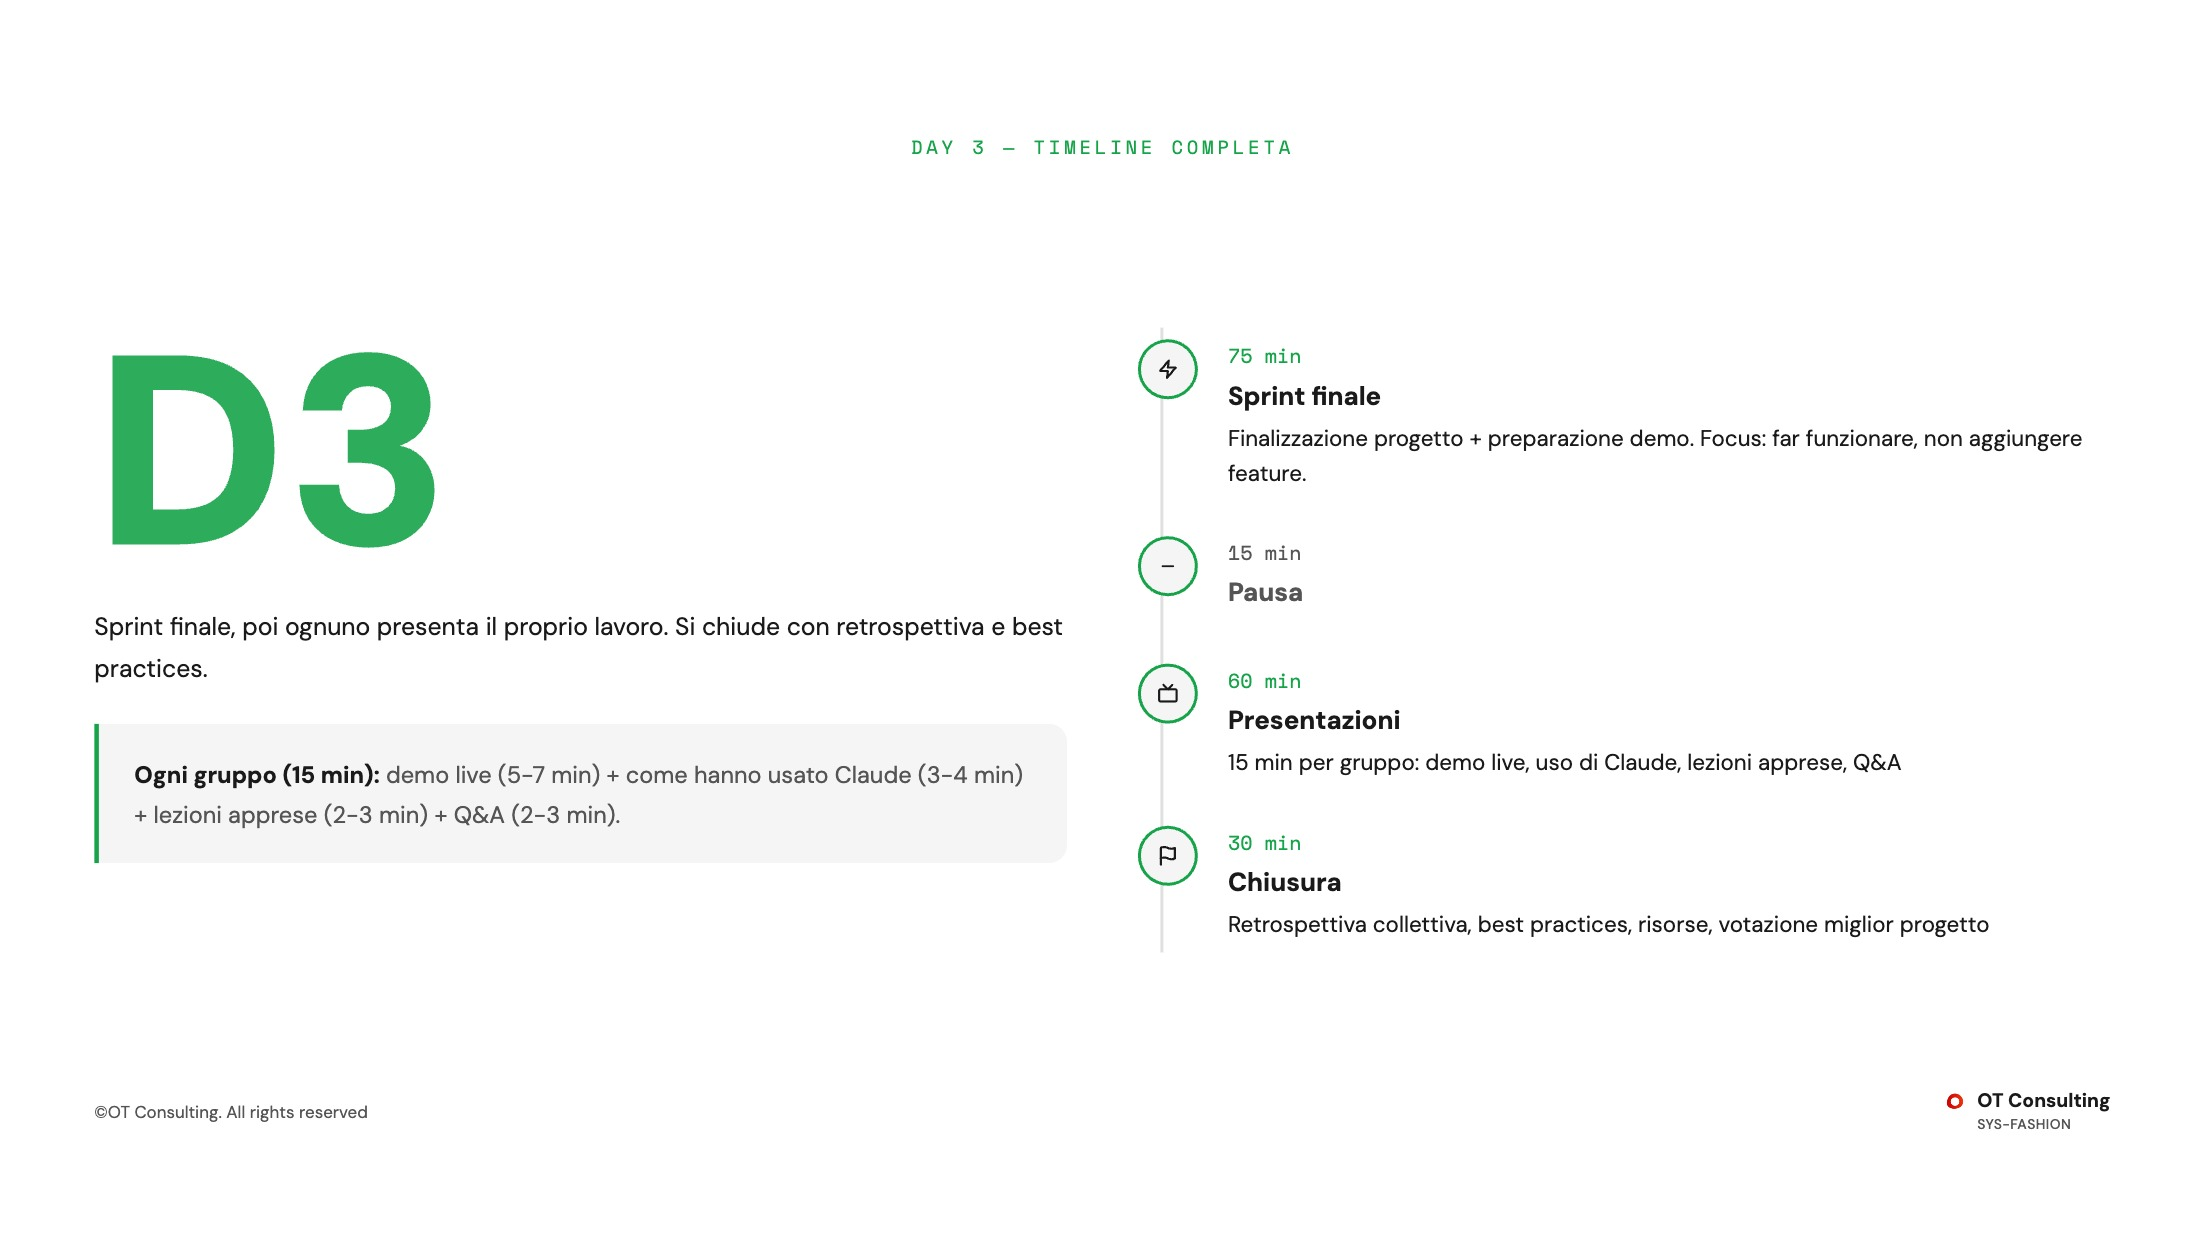 DAY 3 — TIMELINE COMPLETA
D3
Sprint finale, poi ognuno presenta il proprio lavoro. Si chiude con retrospettiva e best
practices.
Ogni gruppo (15 min): demo live (5-7 min) + come hanno usato Claude (3-4 min)
+ lezioni apprese (2-3 min) + Q&A (2-3 min).
75 min
Sprint finale
Finalizzazione progetto + preparazione demo. Focus: far funzionare, non aggiungere
feature.
15 min
Pausa
60 min
Presentazioni
15 min per gruppo: demo live, uso di Claude, lezioni apprese, Q&A
30 min
Chiusura
Retrospettiva collettiva, best practices, risorse, votazione miglior progetto
©OT Consulting. All rights reserved
OT Consulting
SYS-FASHION